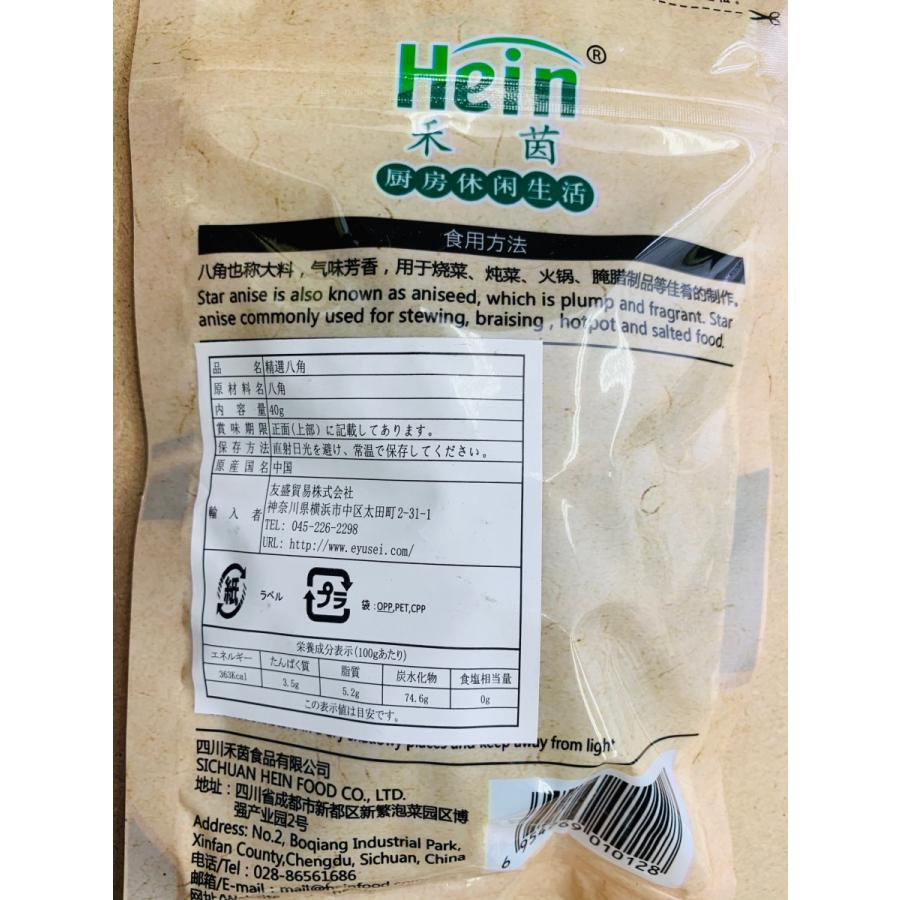 Hein®
禾茵
厨房休闲生活
食用方法
八角也称大料，气味芳香，用于烧菜、炖菜、火锅、腌腊制品等佳肴的制作。
Star anise is also known as aniseed, which is plump and fragrant. Star
anise commonly used for stewing, braising , hotpot and salted food.
品名 精選八角
原材料名 八角
内容量 40g
賞味期限 正面(上部)に記載してあります。
保存方法 直射日光を避け、常温で保存してください。
原産国名 中国
輸入者 友盛貿易株式会社
神奈川県横浜市中区太田町2-31-1
TEL: 045-226-2298
URL: http://www.eyusei.com/
紙 ラベル プラ 袋:OPP,PET,CPP
栄養成分表示(100gあたり)
エネルギー たんぱく質 脂質 炭水化物 食塩相当量
363Kcal 3.5g 5.2g 74.6g 0g
この表示値は目安です。
places and keep away from light
四川禾茵食品有限公司
SICHUAN HEIN FOOD CO., LTD.
地址：四川省成都市新都区新繁泡菜园区博
强产业园2号
Address: No.2, Boqiang Industrial Park,
Xinfan County,Chengdu, Sichuan, China
电话/Tel：028-86561686
邮箱/E-mail：mail@heinfood
010128